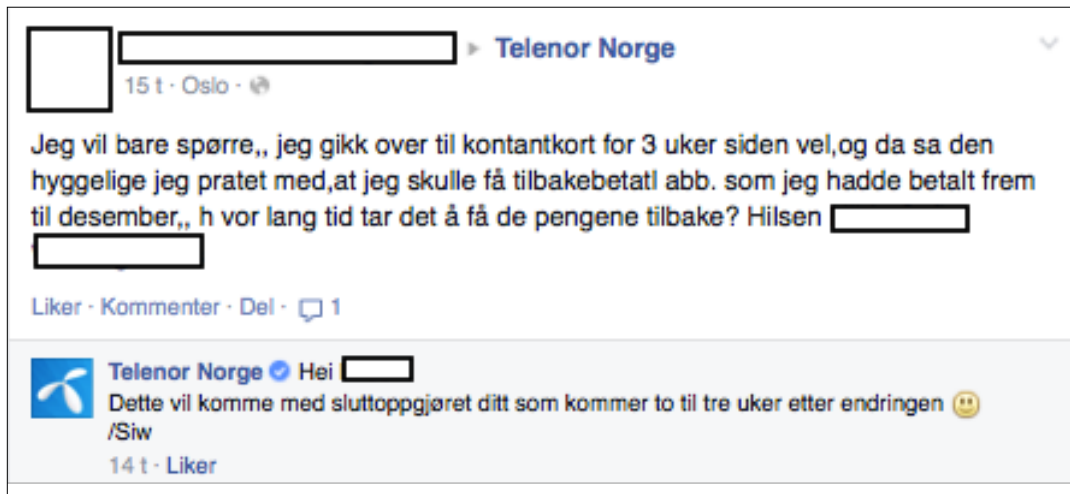 Telenor Norge
15 t · Oslo ·
Jeg vil bare spørre,, jeg gikk over til kontantkort for 3 uker siden vel,og da sa den
hyggelige jeg pratet med,at jeg skulle få tilbakebetatl abb. som jeg hadde betalt frem
til desember,, h vor lang tid tar det å få de pengene tilbake? Hilsen
Liker · Kommenter · Del · 1
Telenor Norge Hei
Dette vil komme med sluttoppgjøret ditt som kommer to til tre uker etter endringen
/Siw
14 t · Liker